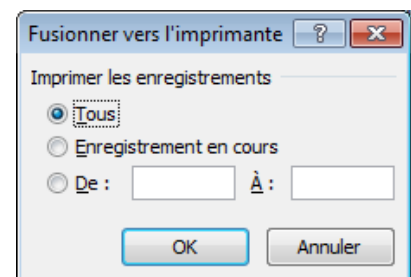 Fusionner vers l'imprimante ?
Imprimer les enregistrements
Tous
Enregistrement en cours
De : À :
OK Annuler